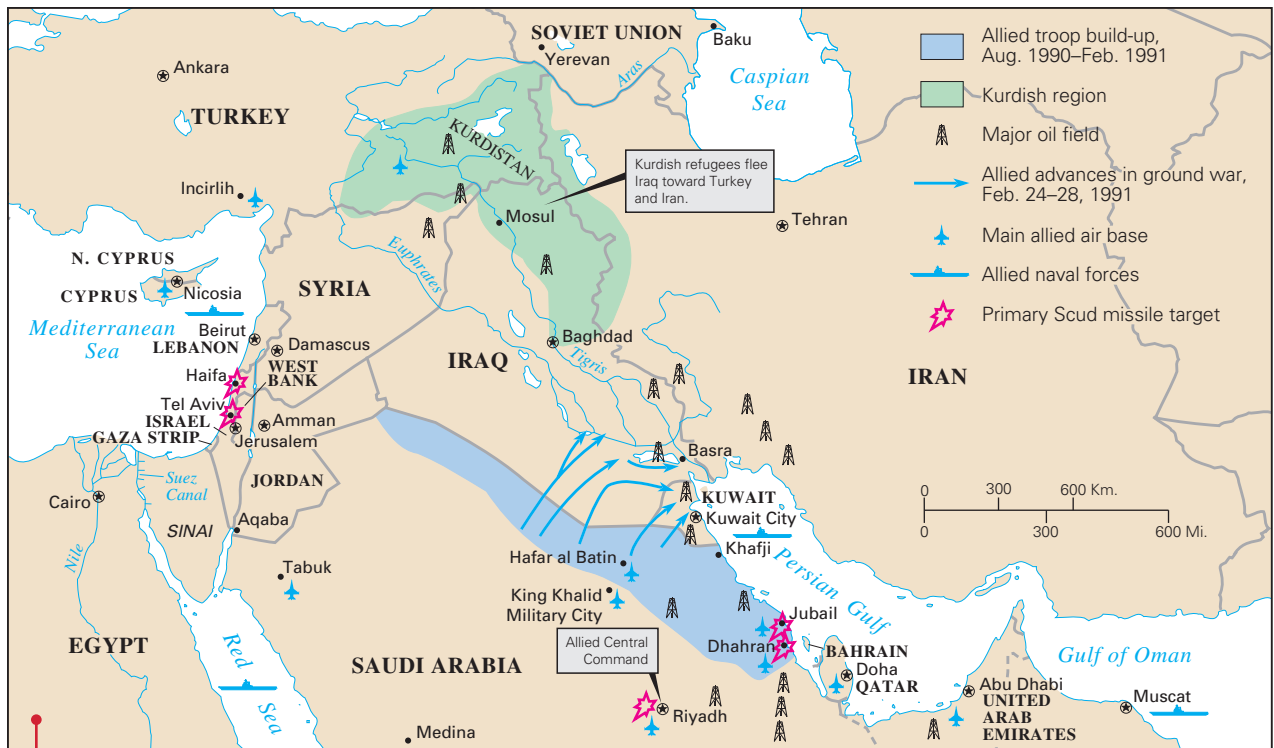 SOVIET UNION
Yerevan
Baku
Aras
Caspian
Sea
Ankara
TURKEY
KURDISTAN
Incirlih
Mosul
Kurdish refugees flee
Iraq toward Turkey
and Iran.
Tehran
Allied troop build-up,
Aug. 1990–Feb. 1991
Kurdish region
Major oil field
Allied advances in ground war,
Feb. 24–28, 1991
Main allied air base
Allied naval forces
Primary Scud missile target
N. CYPRUS
CYPRUS
Nicosia
Mediterranean
Sea
SYRIA
Euphrates
Beirut
LEBANON
Damascus
WEST
BANK
Haifa
Tel Aviv
ISRAEL
GAZA STRIP
Jerusalem
Amman
JORDAN
IRAQ
Baghdad
Tigris
IRAN
Basra
KUWAIT
Kuwait City
Khafji
0 300 600 Km.
0 300 600 Mi.
Cairo
Suez
Canal
SINAI
Aqaba
Nile
Tabuk
EGYPT
Red Sea
Hafar al Batin
King Khalid
Military City
Persian Gulf
Jubail
Dhahran
BAHRAIN
Doha
QATAR
Allied Central
Command
SAUDI ARABIA
Riyadh
Medina
Gulf of Oman
Abu Dhabi
UNITED
ARAB
EMIRATES
Muscat